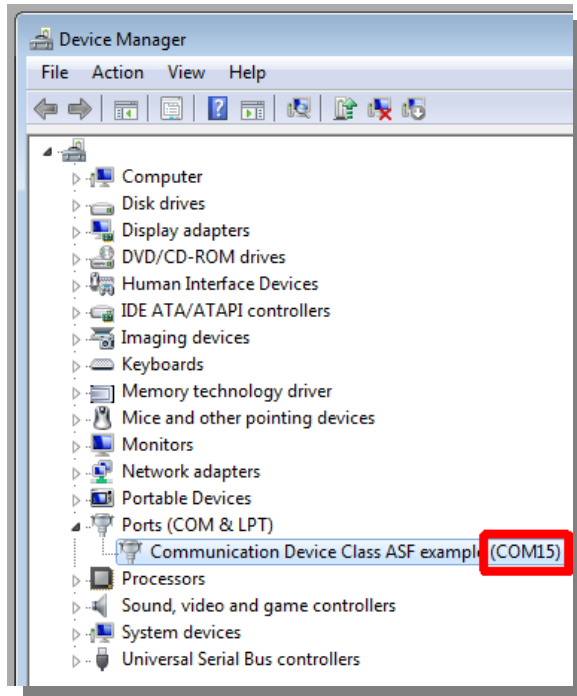 Device Manager
File Action View Help
Computer
Disk drives
Display adapters
DVD/CD-ROM drives
Human Interface Devices
IDE ATA/ATAPI controllers
Imaging devices
Keyboards
Memory technology driver
Mice and other pointing devices
Monitors
Network adapters
Portable Devices
Ports (COM & LPT)
Communication Device Class ASF example (COM15)
Processors
Sound, video and game controllers
System devices
Universal Serial Bus controllers